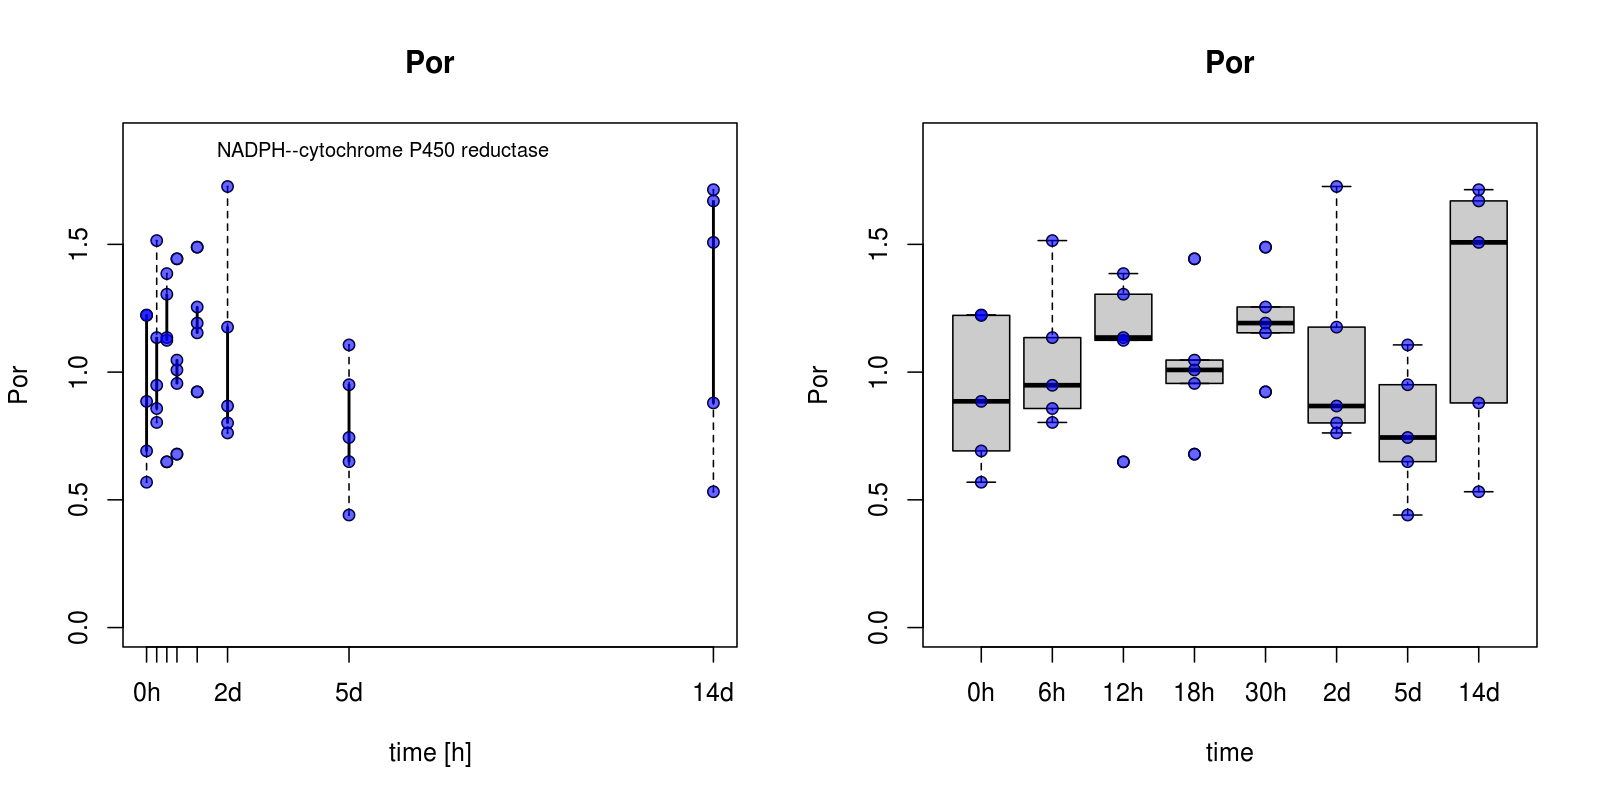 Por
NADPH--cytochrome P450 reductase
Por
0.0 0.5 1.0 1.5
0h 2d 5d 14d
time [h]
Por
Por
0.0 0.5 1.0 1.5
0h 6h 12h 18h 30h 2d 5d 14d
time